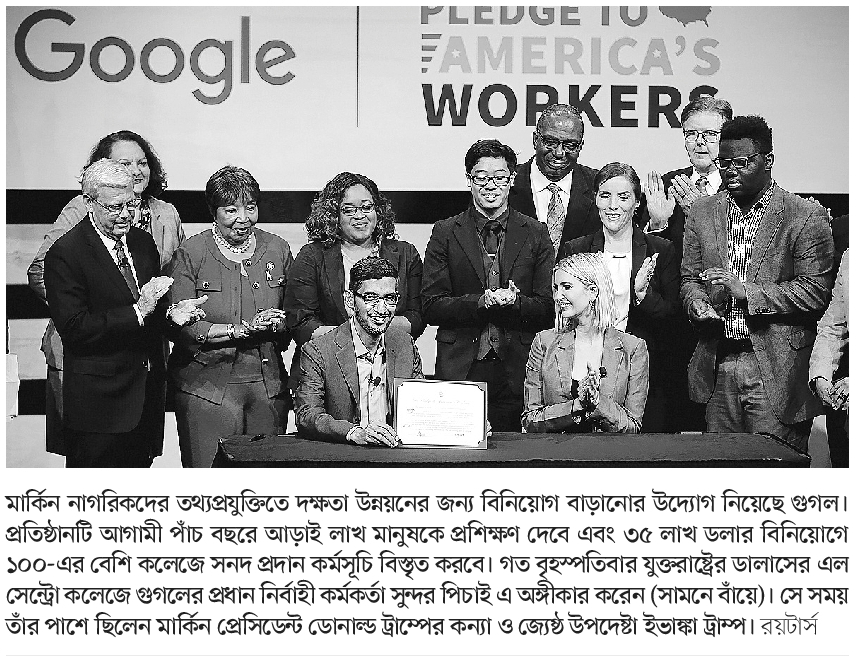 Google
PLEDGE TO
AMERICA'S
WORKERS
মার্কিন নাগরিকদের তথ্যপ্রযুক্তিতে দক্ষতা উন্নয়নের জন্য বিনিয়োগ বাড়ানোর উদ্যোগ নিয়েছে গুগল।
প্রতিষ্ঠানটি আগামী পাঁচ বছরে আড়াই লাখ মানুষকে প্রশিক্ষণ দেবে এবং ৩৫ লাখ ডলার বিনিয়োগে
১০০-এর বেশি কলেজে সনদ প্রদান কর্মসূচি বিস্তৃত করবে। গত বৃহস্পতিবার যুক্তরাষ্ট্রের ডালাসের এল
সেন্ট্রো কলেজে গুগলের প্রধান নির্বাহী কর্মকর্তা সুন্দর পিচাই এ অঙ্গীকার করেন (সামনে বাঁয়ে)। সে সময়
তাঁর পাশে ছিলেন মার্কিন প্রেসিডেন্ট ডোনাল্ড ট্রাম্পের কন্যা ও জ্যেষ্ঠ উপদেষ্টা ইভাঙ্কা ট্রাম্প। রয়টার্স